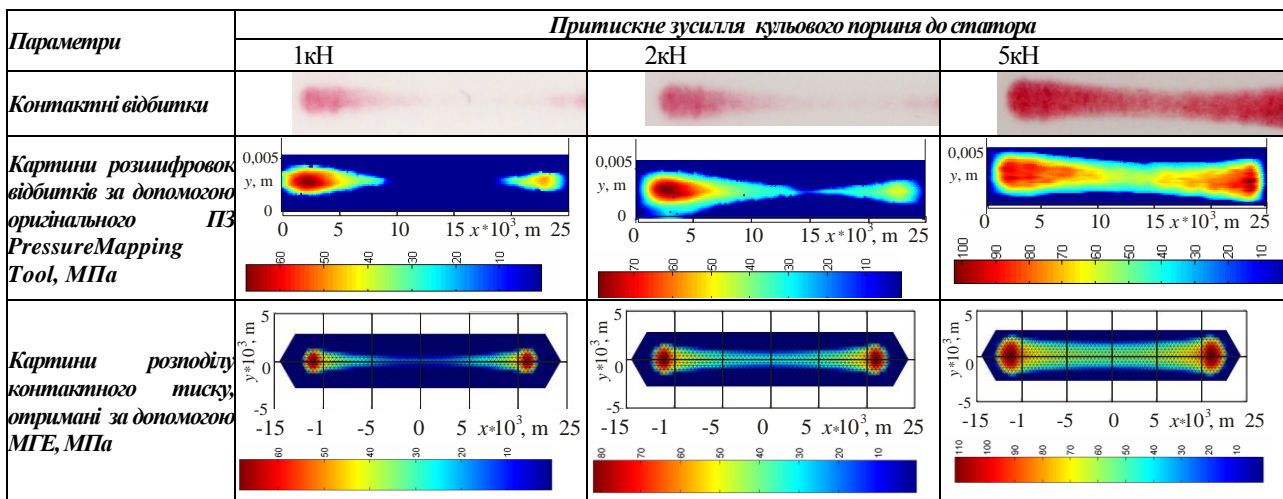 Параметри
Притискне зусилля кульового поршня до статора
1кН
2кН
5кН
Контактні відбитки
Картини розшифровок
відбитків за допомогою
оригінального ПЗ
PressureMapping
Tool, МПа
0,005
y, m
0
0 5 10 15 x*10³, m 25
60 50 40 30 20 10
0,005
y, m
0
0 5 10 15 x*10³, m 25
70 60 50 40 30 20 10
0,005
y, m
0
0 5 10 15 x*10³, m 25
100 90 80 70 60 50 40 30 20 10
Картини розподілу
контактного тиску,
отримані за допомогою
МГЕ, МПа
5
y*10³, m
0
-5
-15 -1 -5 0 5 x*10³, m 25
60 50 40 30 20 10
5
y*10³, m
0
-5
-15 -1 -5 0 5 x*10³, m 25
80 70 60 50 40 30 20 10
5
y*10³, m
0
-5
-15 -1 -5 0 5 x*10³, m 25
110 100 90 80 70 60 50 40 30 20 10